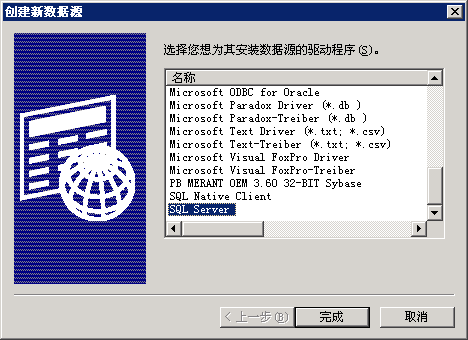 创建新数据源
选择您想为其安装数据源的驱动程序(S)。
名称
Microsoft ODBC for Oracle
Microsoft Paradox Driver (*.db )
Microsoft Paradox-Treiber (*.db )
Microsoft Text Driver (*.txt; *.csv)
Microsoft Text-Treiber (*.txt; *.csv)
Microsoft Visual FoxPro Driver
Microsoft Visual FoxPro-Treiber
PB MERANT OEM 3.60 32-BIT Sybase
SQL Native Client
SQL Server
< 上一步(B)
完成
取消